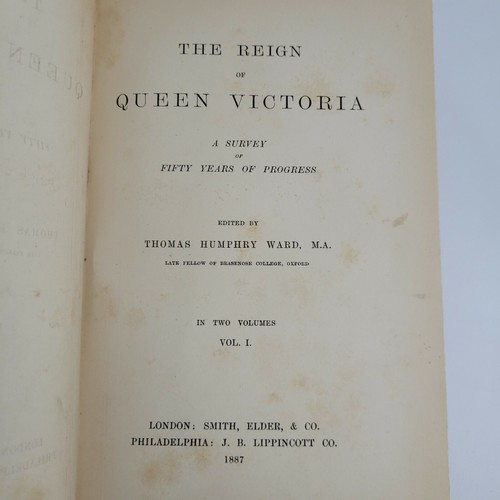 THE REIGN
OF
QUEEN VICTORIA
A SURVEY
OF
FIFTY YEARS OF PROGRESS
EDITED BY
THOMAS HUMPHRY WARD, M.A.
LATE FELLOW OF BRASENOSE COLLEGE, OXFORD
IN TWO VOLUMES
VOL. I.
LONDON: SMITH, ELDER, & CO.
PHILADELPHIA: J. B. LIPPINCOTT CO.
1887